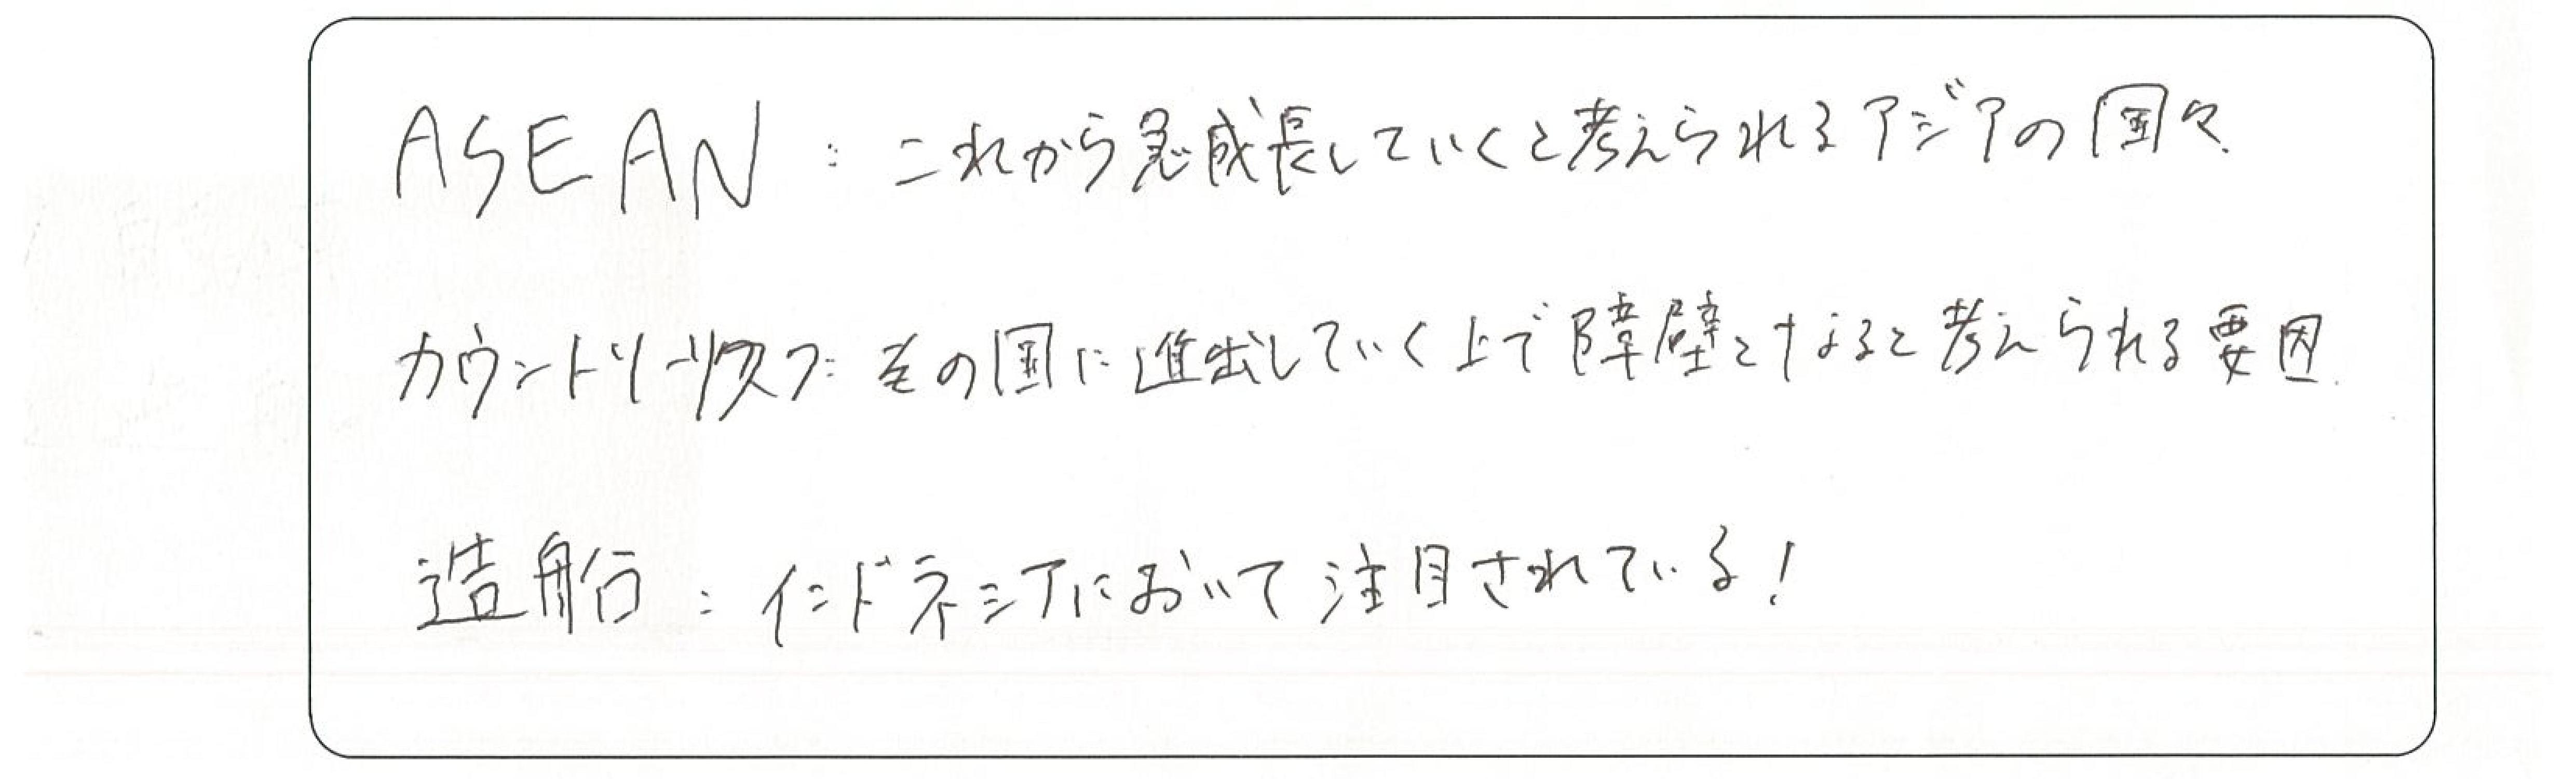 ASEAN : これから急成長していくと考えられるアジアの国々.
カウントリーリスク: その国に進出していく上で障壁となると考えられる要因.
造船 : インドネシアにおいて注目されている!